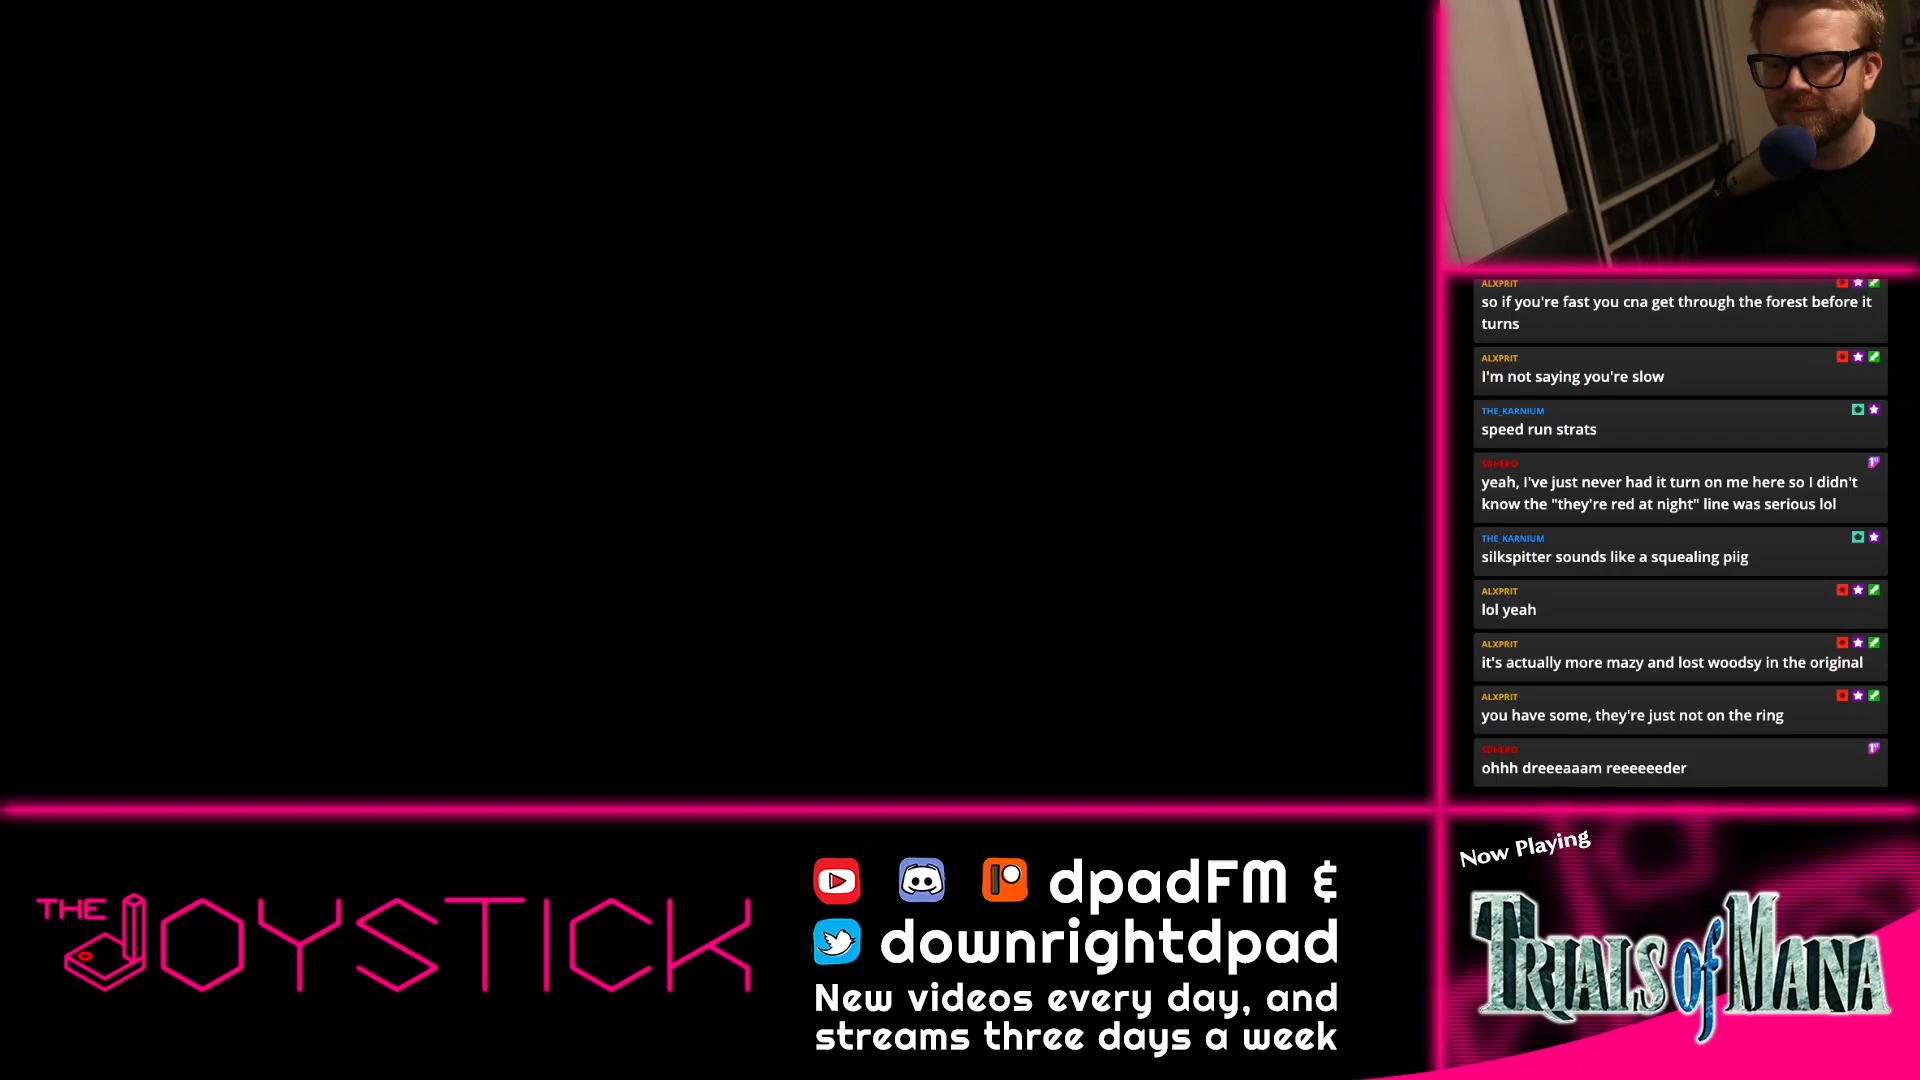 ALXPRIT
so if you're fast you cna get through the forest before it
turns
ALXPRIT
I'm not saying you're slow
THE_KARNIUM
speed run strats
SDHERO
yeah, I've just never had it turn on me here so I didn't
know the "they're red at night" line was serious lol
THE_KARNIUM
silkspitter sounds like a squealing piig
ALXPRIT
lol yeah
ALXPRIT
it's actually more mazy and lost woodsy in the original
ALXPRIT
you have some, they're just not on the ring
SDHERO
ohhh dreeeaaam reeeeeeder
THE JOYSTICK
dpadFM &
downrightdpad
New videos every day, and
streams three days a week
Now Playing
TRIALS of MANA